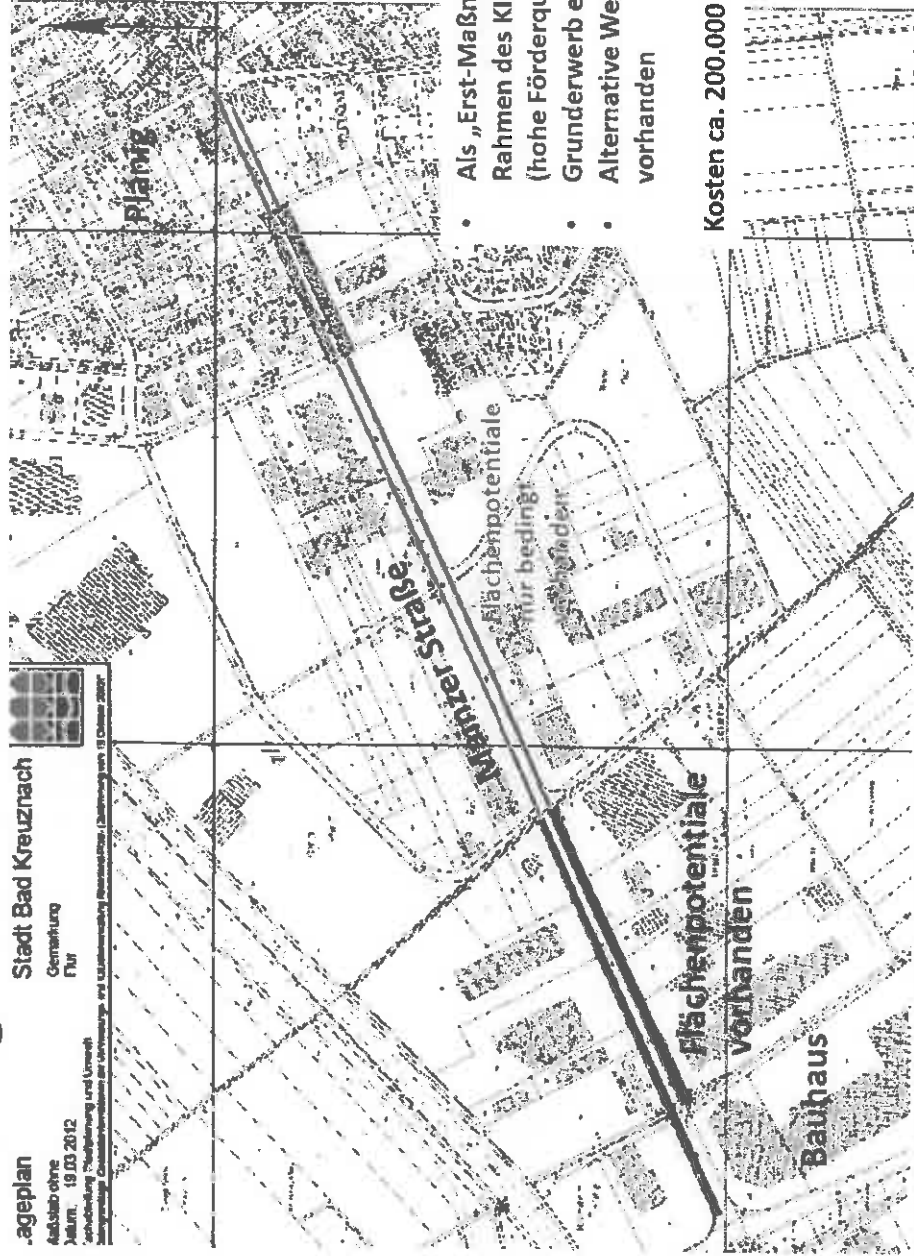 .ageplan
Stadt Bad Kreuznach
Maßstab ohne
Gemarkung
Datum: 19.03.2012
Flur
Planig
Mainzer Straße
Flächenpotentiale
nur bedingt
vorhanden
Flächenpotentiale
vorhanden
Bauhaus
• Als „Erst-Maßn
Rahmen des Kl
(hohe Förderqu
• Grunderwerb e
• Alternative We
vorhanden
Kosten ca. 200.000